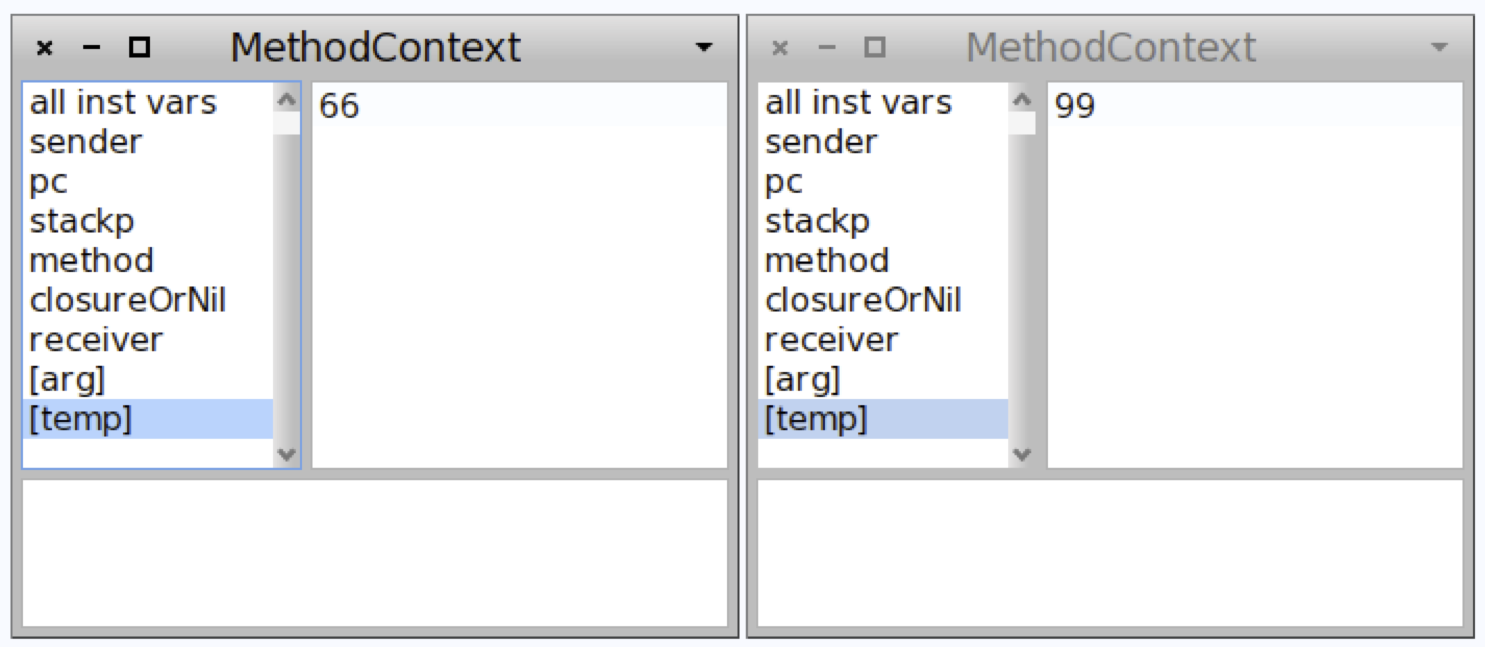 MethodContext
all inst vars
sender
pc
stackp
method
closureOrNil
receiver
[arg]
[temp]
66
MethodContext
all inst vars
sender
pc
stackp
method
closureOrNil
receiver
[arg]
[temp]
99